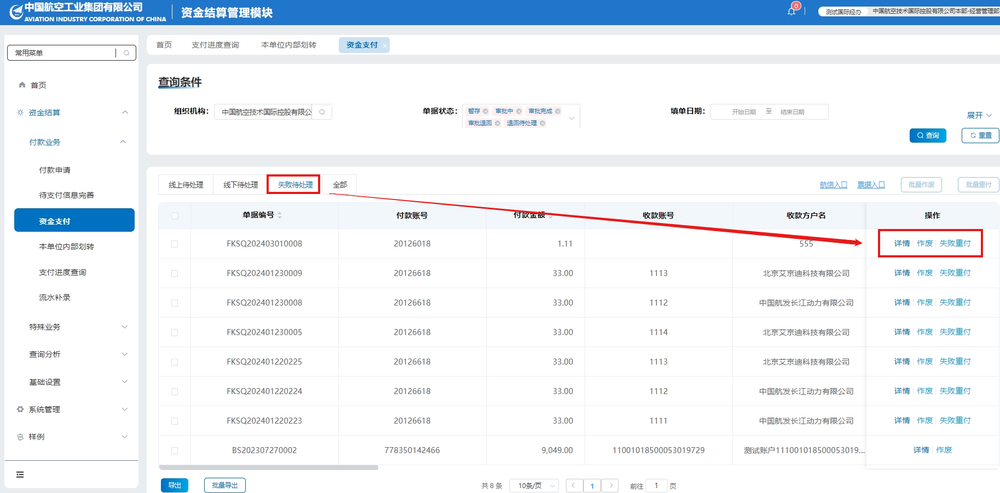 中国航空工业集团有限公司
AVIATION INDUSTRY CORPORATION OF CHINA
资金结算管理模块
0
测试国际经办
中国航空技术国际控股有限公司本部-经营管理部
常用菜单
首页
资金结算
付款业务
付款申请
待支付信息完善
资金支付
本单位内部划转
支付进度查询
流水补录
特殊业务
查询分析
基础设置
系统管理
样例
首页 支付进度查询 本单位内部划转 资金支付 ×
查询条件
组织机构: 中国航空技术国际控股有限公
单据状态: 暂存 审批中 审批完成
审批退回 退回待处理
填单日期: 开始日期 至 结束日期
展开
查询 重置
线上待处理 线下待处理 失败待处理 全部
航信入口 票据入口 批量作废 批量重付
单据编号 付款账号 付款金额 收款账号 收款方户名 操作
FKSQ202403010008 20126018 1.11 555 详情 作废 失败重付
FKSQ202401230009 20126618 33.00 1113 北京艾京迪科技有限公司 详情 作废 失败重付
FKSQ202401230008 20126618 33.00 1112 中国航发长江动力有限公司 详情 作废 失败重付
FKSQ202401230005 20126618 33.00 1114 北京艾京迪科技有限公司 详情 作废 失败重付
FKSQ202401220225 20126618 33.00 1113 北京艾京迪科技有限公司 详情 作废 失败重付
FKSQ202401220224 20126618 33.00 1112 中国航发长江动力有限公司 详情 作废 失败重付
FKSQ202401220223 20126618 33.00 1111 中国航发长江动力有限公司 详情 作废 失败重付
BS202307270002 778350142466 9,049.00 11001018500053019729 测试账户111001018500053019... 详情 作废
导出 批量导出
共 8 条 10条/页 < 1 > 前往 1 页